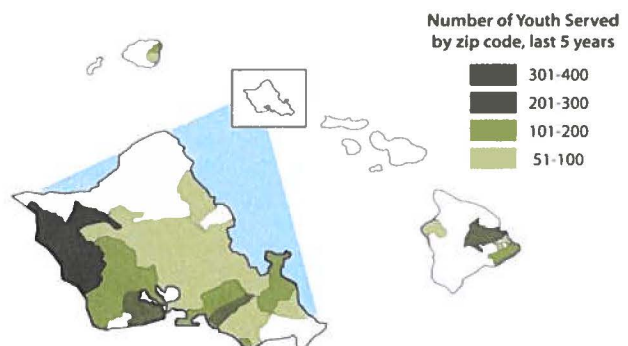 Number of Youth Served
by zip code, last 5 years
301-400
201-300
101-200
51-100